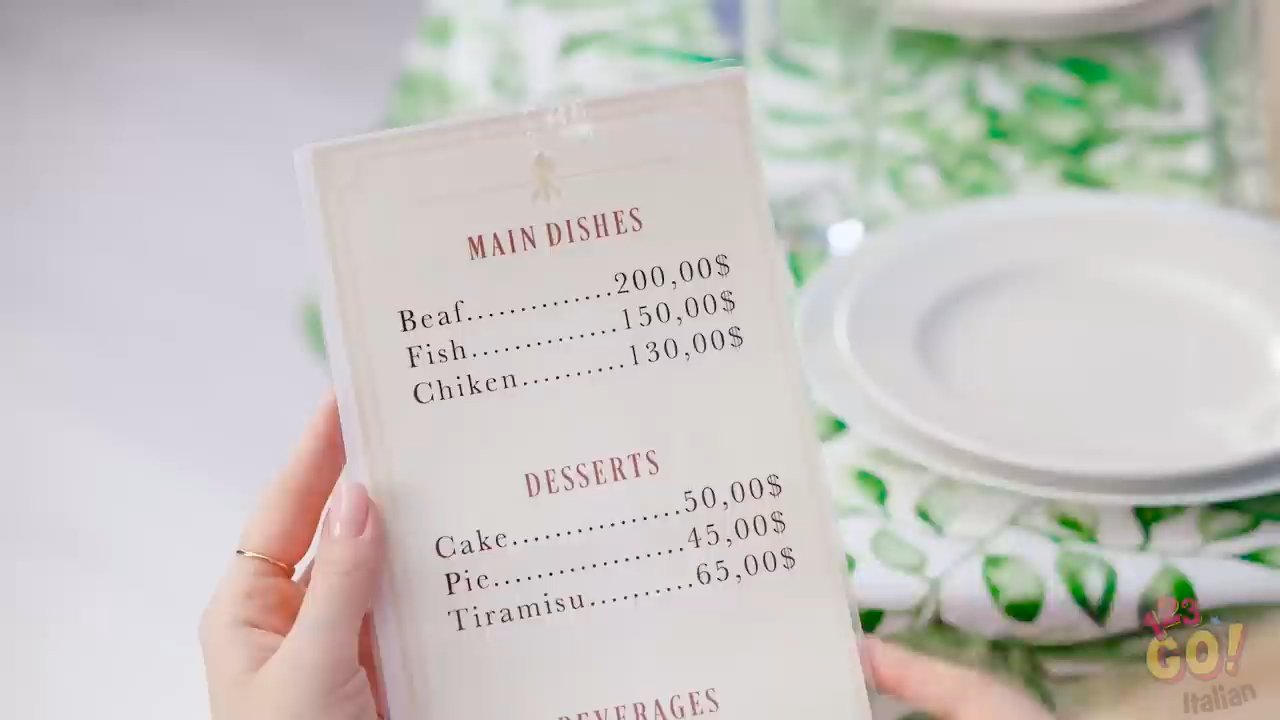 MAIN DISHES
Beaf..............200,00$
Fish..............150,00$
Chiken..........130,00$
DESSERTS
Cake.................50,00$
Pie...................45,00$
Tiramisu..........65,00$
BEVERAGES
123
GO!
Italian